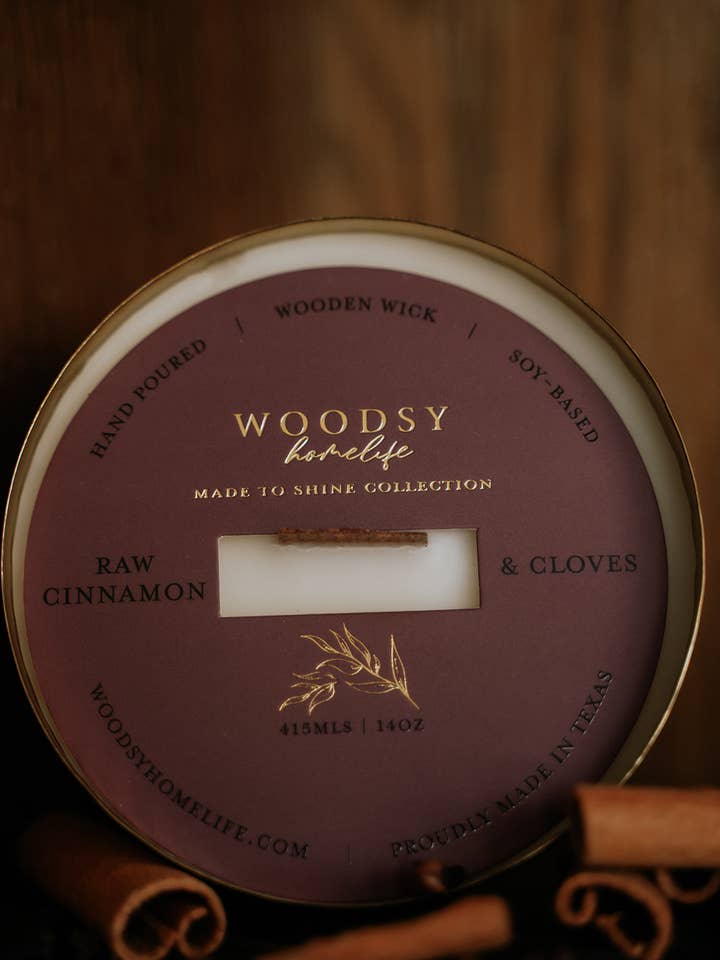 HAND POURED | WOODEN WICK | SOY-BASED
WOODSY
homelife
MADE TO SHINE COLLECTION
RAW
CINNAMON
& CLOVES
415MLS | 14OZ
WOODSYHOMELIFE.COM | PROUDLY MADE IN TEXAS